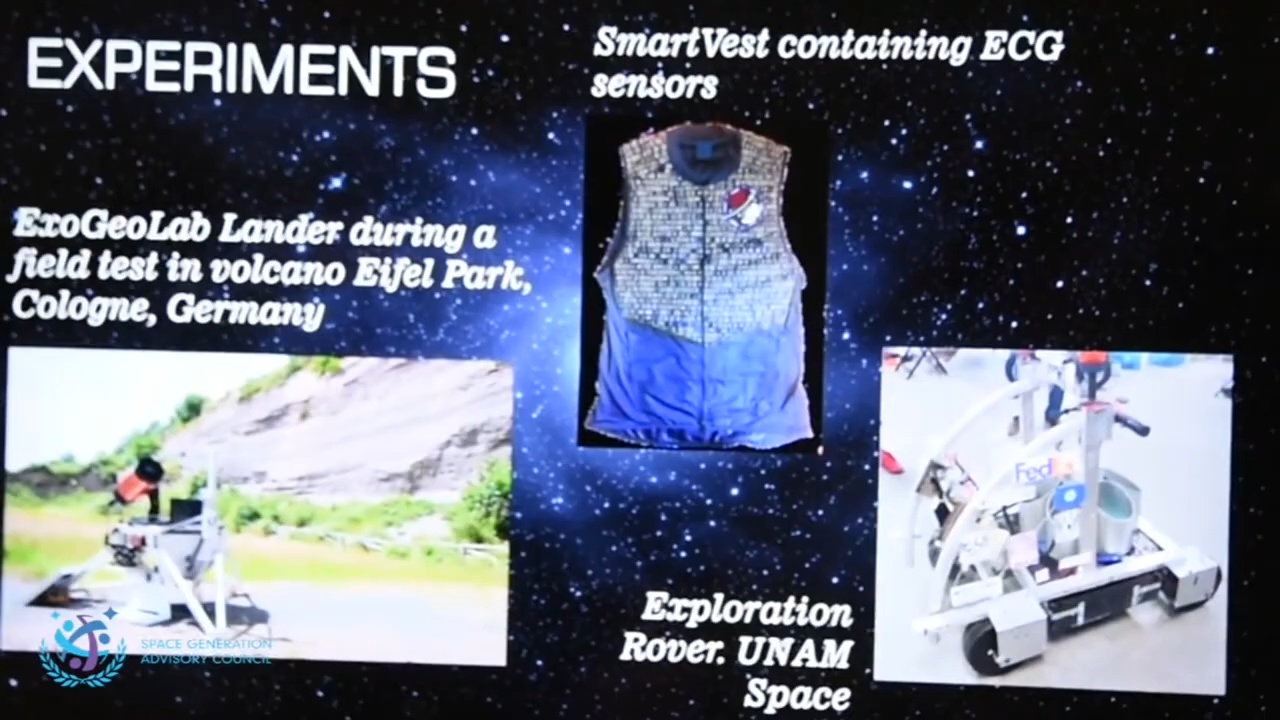 EXPERIMENTS
SmartVest containing ECG
sensors
ExoGeoLab Lander during a
field test in volcano Eifel Park,
Cologne, Germany
FedEx
Exploration
Rover. UNAM
Space
SPACE GENERATION
ADVISORY COUNCIL